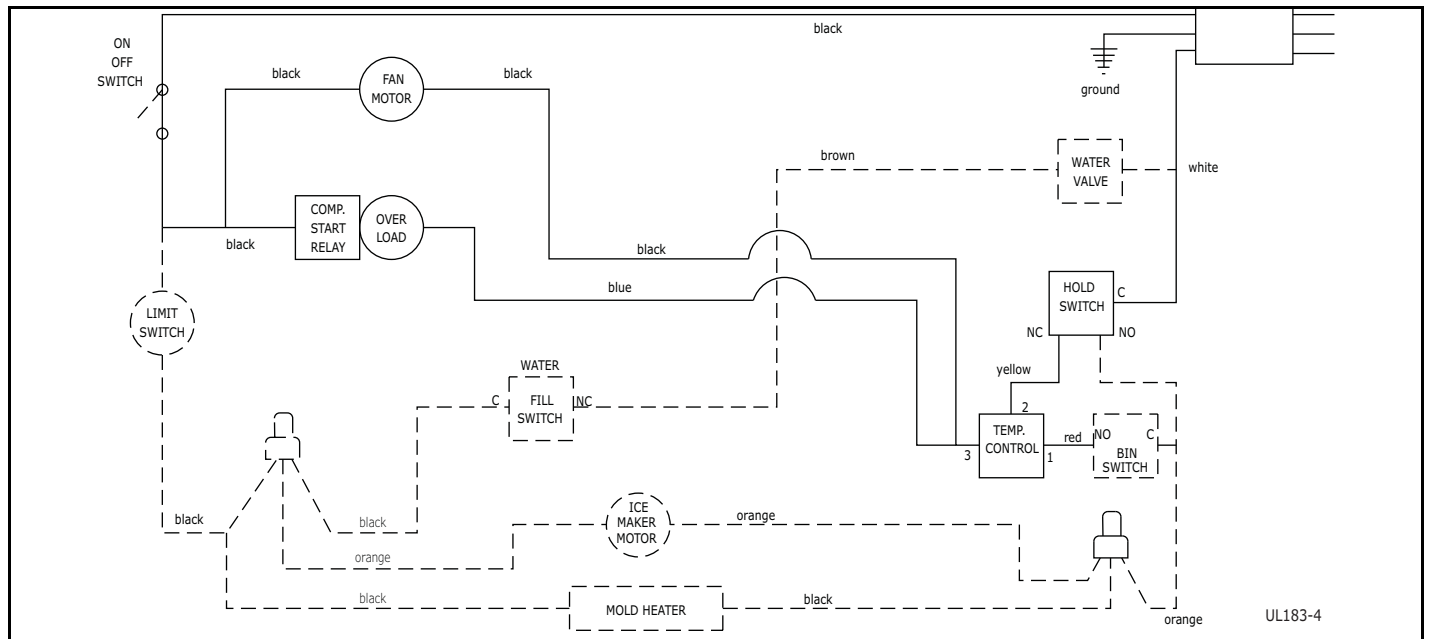 black
ON
OFF
SWITCH
black
FAN
MOTOR
black
ground
brown
WATER
VALVE
white
COMP.
START
RELAY
OVER
LOAD
black
black
blue
HOLD
SWITCH
C
NC
NO
LIMIT
SWITCH
WATER
C
FILL
SWITCH
NC
yellow
2
TEMP.
CONTROL
3
1
red
NO
C
BIN
SWITCH
black
black
orange
ICE
MAKER
MOTOR
orange
black
MOLD HEATER
black
orange
UL183-4